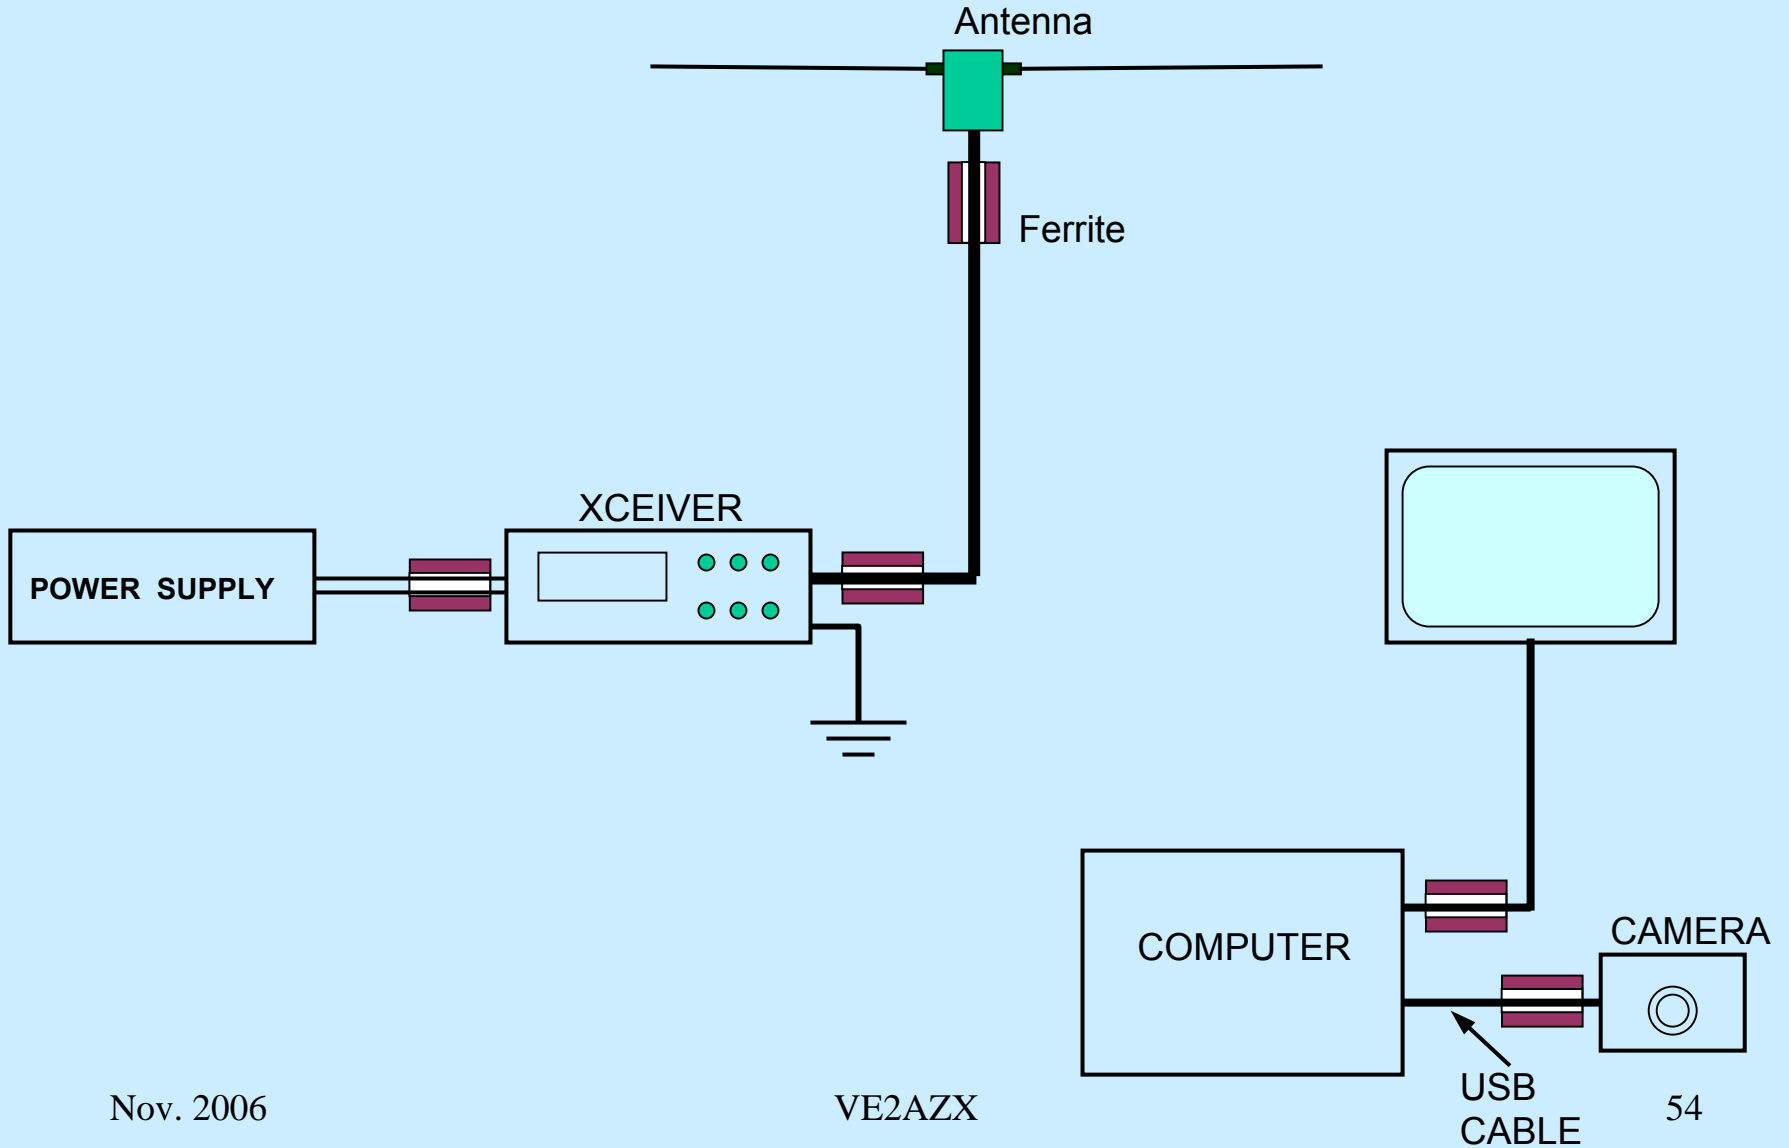 Antenna
Ferrite
XCEIVER
POWER SUPPLY
COMPUTER
CAMERA
USB
CABLE
Nov. 2006
VE2AZX
54